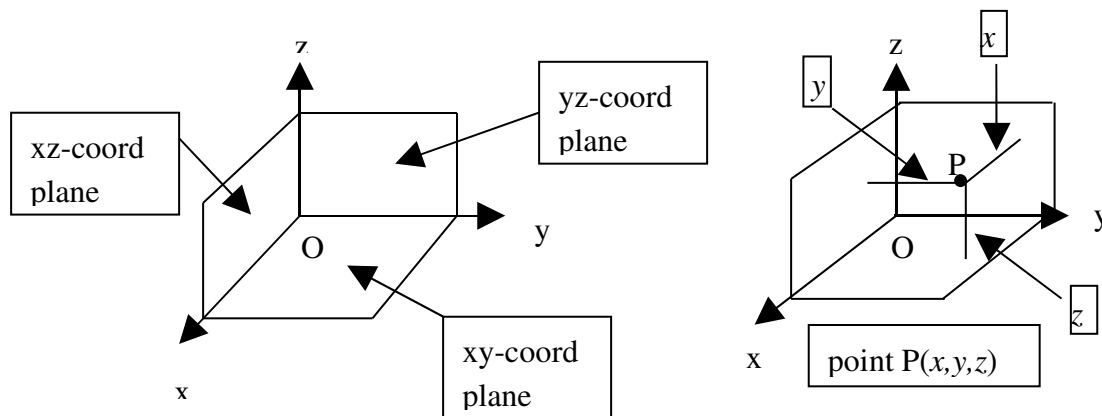 z
xz-coord
plane
yz-coord
plane
y
O
xy-coord
plane
x
z
x
y
P
y
O
z
x
point P(x,y,z)